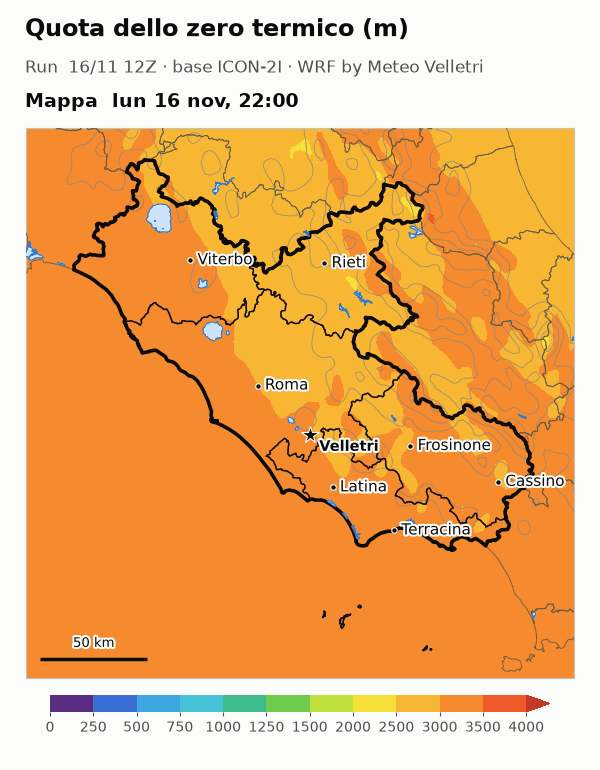 Quota dello zero termico (m)
Run  16/11 12Z · base ICON-2I · WRF by Meteo Velletri
Mappa  lun 16 nov, 22:00
Viterbo
Rieti
Roma
Velletri
Frosinone
Cassino
Latina
Terracina
50 km
0 250 500 750 1000 1250 1500 2000 2500 3000 3500 4000